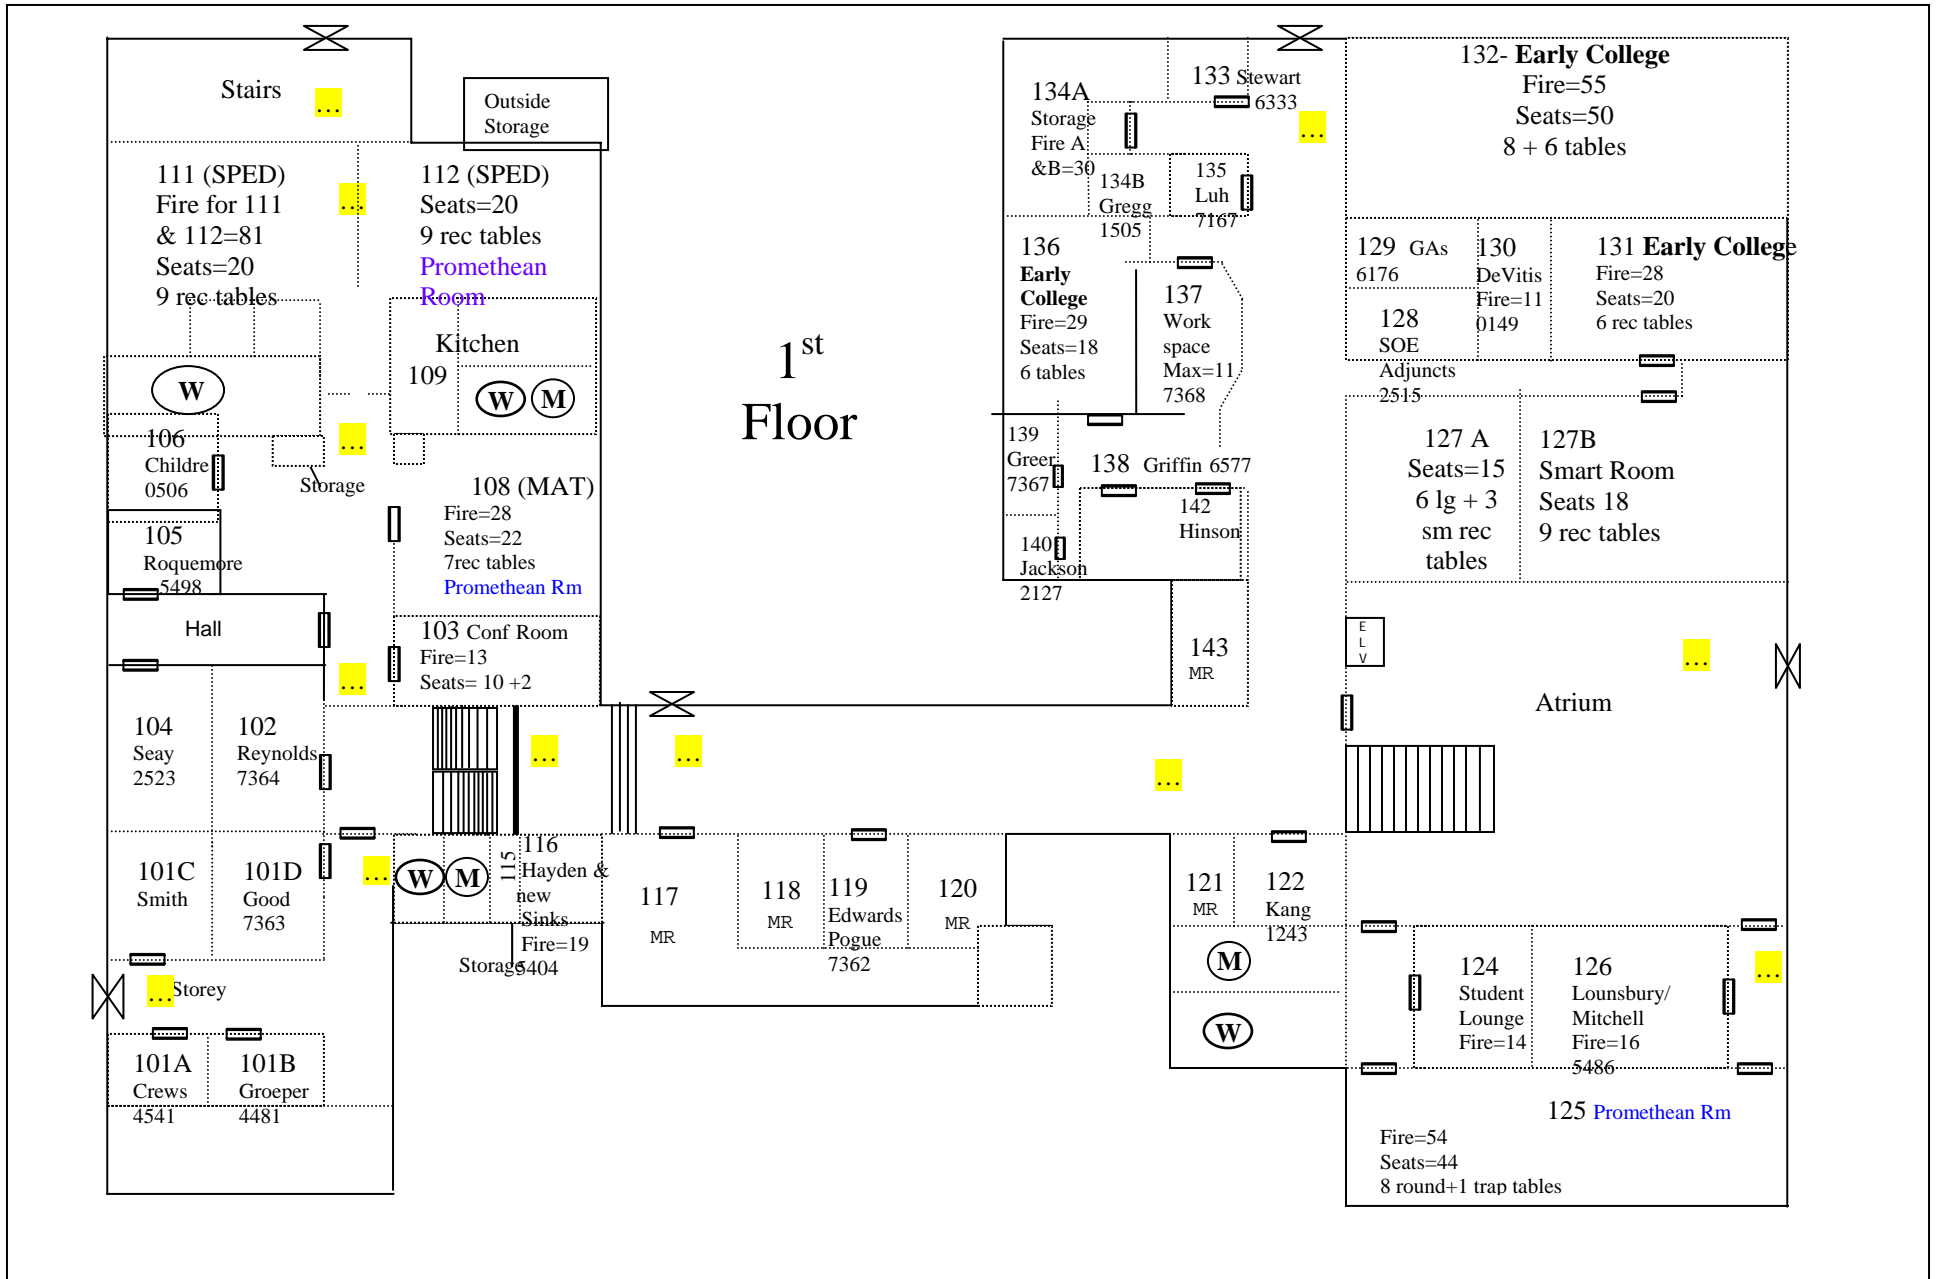 Stairs
…
Outside
Storage
111 (SPED)
Fire for 111
& 112=81
Seats=20
9 rec tables
…
112 (SPED)
Seats=20
9 rec tables
Promethean
Room
Kitchen
109
W
M
W
106
Childre
0506
Storage
…
105
Roquemore
5498
Hall
108 (MAT)
Fire=28
Seats=22
7rec tables
Promethean Rm
103 Conf Room
Fire=13
Seats= 10 +2
…
104
Seay
2523
102
Reynolds
7364
101C
Smith
101D
Good
7363
…
…
Storey
101A
Crews
4541
101B
Groeper
4481
W
M
115
116
Hayden &
new
Sinks
Fire=19
5404
Storage
…
…
117
MR
118
MR
119
Edwards
Pogue
7362
120
MR
…
1st
Floor
134A
Storage
Fire A
&B=30
133 Stewart
6333
…
134B
Gregg
1505
135
Luh
7167
136
Early
College
Fire=29
Seats=18
6 tables
137
Work
space
Max=11
7368
139
Greer
7367
138 Griffin 6577
142
Hinson
140
Jackson
2127
143
MR
132- Early College
Fire=55
Seats=50
8 + 6 tables
129 GAs
6176
128
SOE
Adjuncts
2515
130
DeVitis
Fire=11
0149
131 Early College
Fire=28
Seats=20
6 rec tables
127 A
Seats=15
6 lg + 3
sm rec
tables
127B
Smart Room
Seats 18
9 rec tables
E
L
V
…
Atrium
121
MR
122
Kang
1243
M
W
124
Student
Lounge
Fire=14
126
Lounsbury/
Mitchell
Fire=16
5486
…
125 Promethean Rm
Fire=54
Seats=44
8 round+1 trap tables